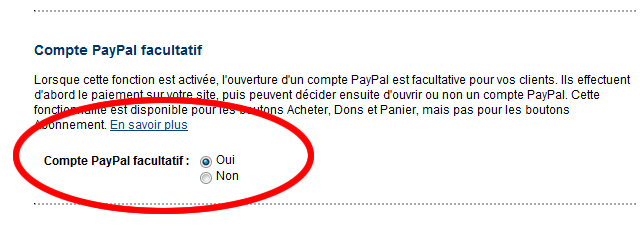 Compte PayPal facultatif
Lorsque cette fonction est activée, l'ouverture d'un compte PayPal est facultative pour vos clients. Ils effectuent
d'abord le paiement sur votre site, puis peuvent décider ensuite d'ouvrir ou non un compte PayPal. Cette
fonctionnalité est disponible pour les boutons Acheter, Dons et Panier, mais pas pour les boutons
Abonnement. En savoir plus
Compte PayPal facultatif : Oui
Non